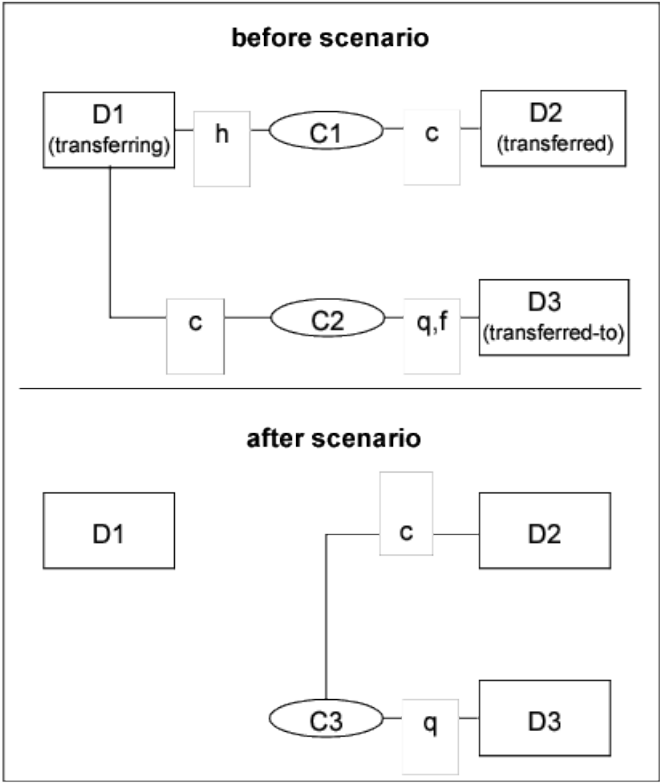 before scenario
D1
(transferring)
h
C1
c
D2
(transferred)
c
C2
q,f
D3
(transferred-to)
after scenario
D1
c
D2
C3
q
D3